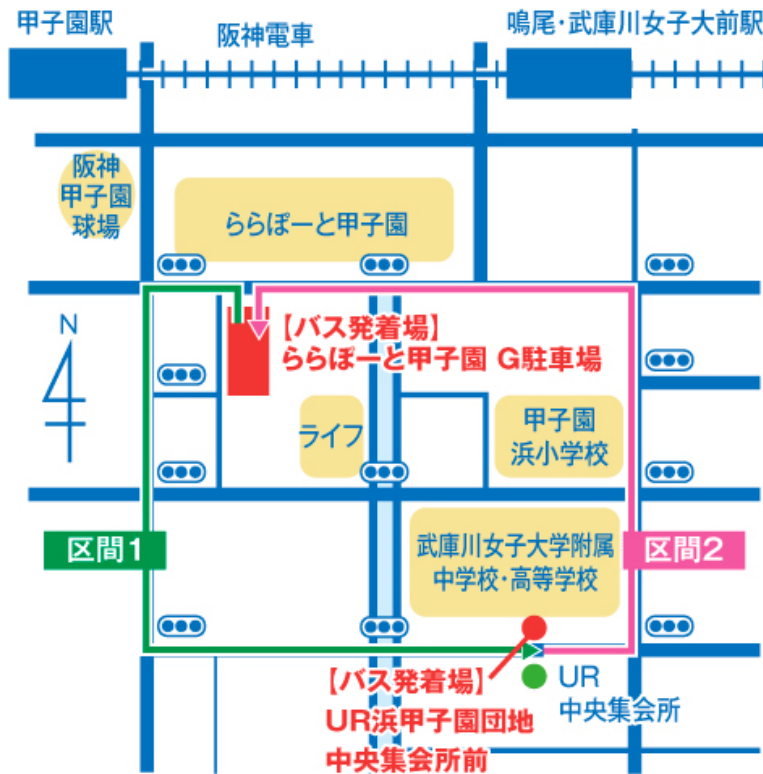 甲子園駅
阪神電車
鳴尾・武庫川女子大前駅
阪神
甲子園
球場
ららぽーと甲子園
N
【バス発着場】
ららぽーと甲子園 G駐車場
ライフ
甲子園
浜小学校
区間1
武庫川女子大学附属
中学校・高等学校
区間2
【バス発着場】
UR浜甲子園団地
中央集会所前
UR
中央集会所